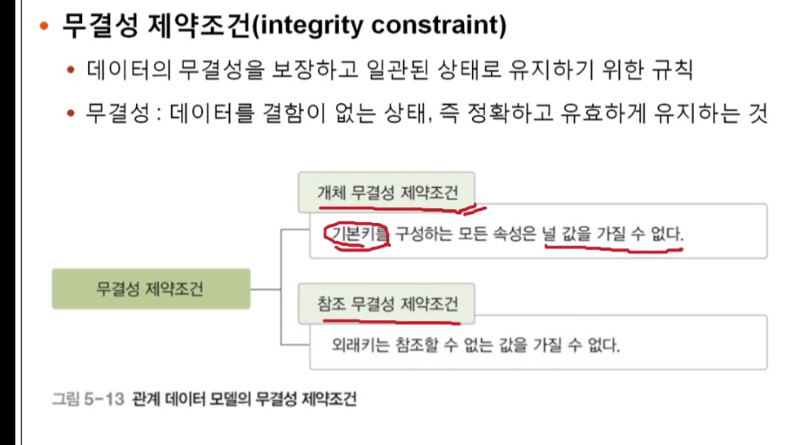 • 무결성 제약조건(integrity constraint)
• 데이터의 무결성을 보장하고 일관된 상태로 유지하기 위한 규칙
• 무결성 : 데이터를 결함이 없는 상태, 즉 정확하고 유효하게 유지하는 것
개체 무결성 제약조건
기본키를 구성하는 모든 속성은 널 값을 가질 수 없다.
무결성 제약조건
참조 무결성 제약조건
외래키는 참조할 수 없는 값을 가질 수 없다.
그림 5-13 관계 데이터 모델의 무결성 제약조건